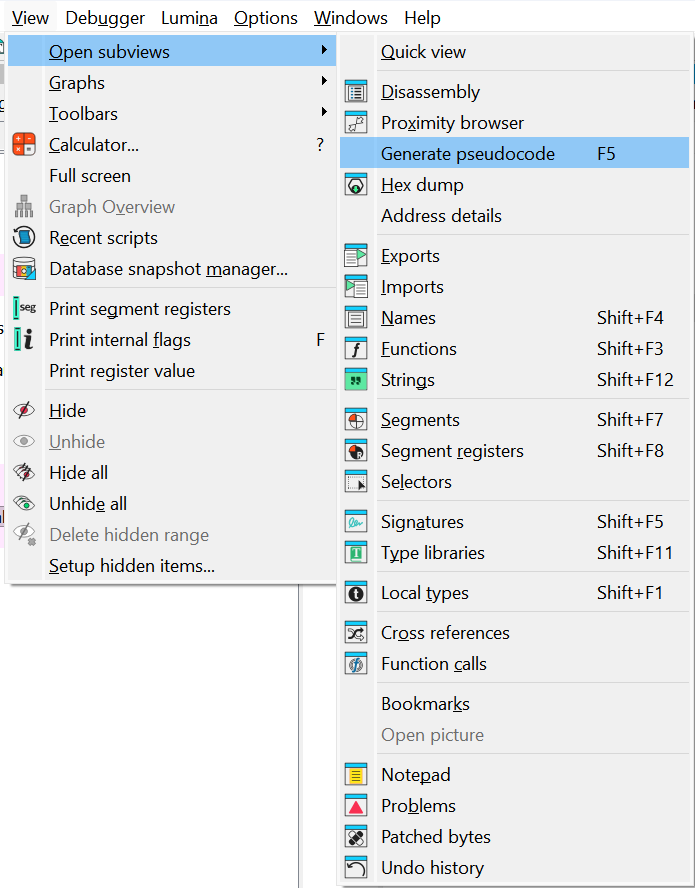 View Debugger Lumina Options Windows Help
Open subviews
Graphs
Toolbars
Calculator... ?
Full screen
Graph Overview
Recent scripts
Database snapshot manager...
Print segment registers
Print internal flags F
Print register value
Hide
Unhide
Hide all
Unhide all
Delete hidden range
Setup hidden items...
Quick view
Disassembly
Proximity browser
Generate pseudocode F5
Hex dump
Address details
Exports
Imports
Names Shift+F4
Functions Shift+F3
Strings Shift+F12
Segments Shift+F7
Segment registers Shift+F8
Selectors
Signatures Shift+F5
Type libraries Shift+F11
Local types Shift+F1
Cross references
Function calls
Bookmarks
Open picture
Notepad
Problems
Patched bytes
Undo history